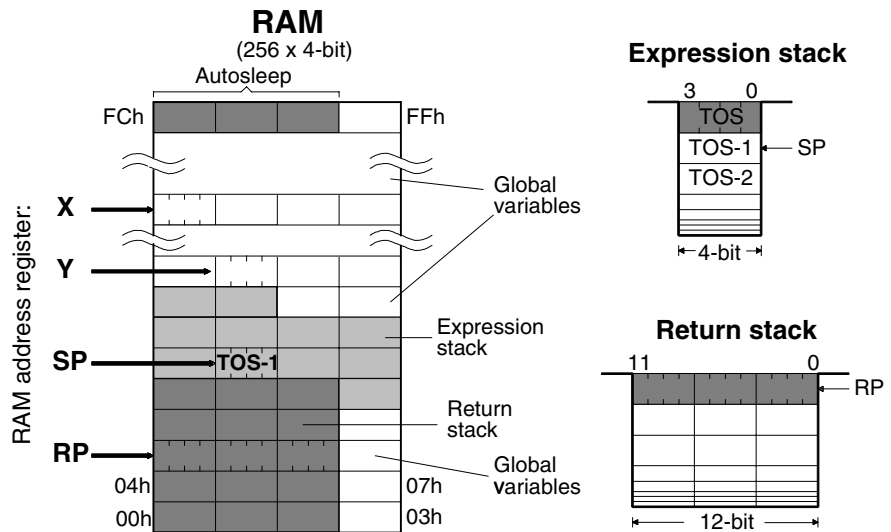 RAM
(256 x 4-bit)
Autosleep
FCh
FFh
Global
variables
X
Y
SP
TOS-1
RP
RAM address register:
Expression
stack
Return
stack
Global
variables
04h
07h
00h
03h
Expression stack
3 0
TOS
TOS-1
SP
TOS-2
4-bit
Return stack
11 0
RP
12-bit